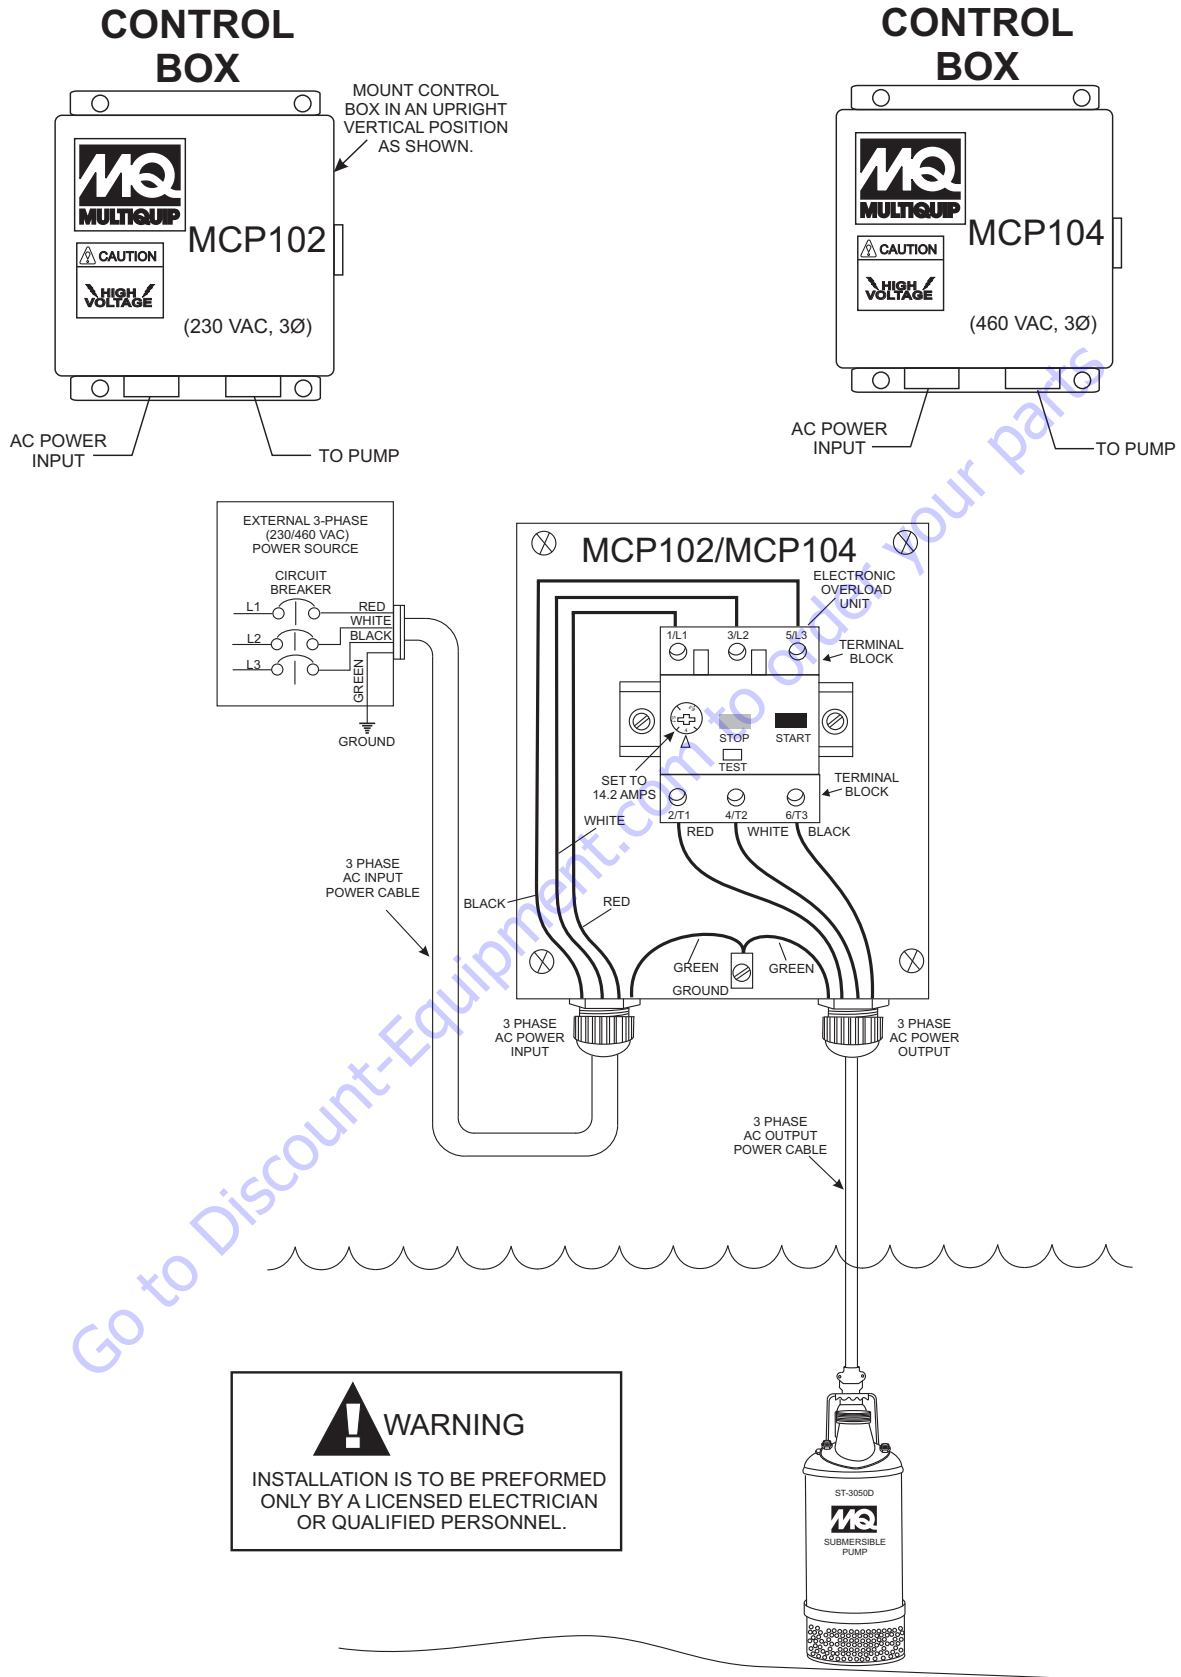 CONTROL
BOX
MOUNT CONTROL
BOX IN AN UPRIGHT
VERTICAL POSITION
AS SHOWN.
MQ
MULTIQUIP
MCP102
CAUTION
HIGH
VOLTAGE
(230 VAC, 3Ø)
AC POWER
INPUT
TO PUMP
CONTROL
BOX
MQ
MULTIQUIP
MCP104
CAUTION
HIGH
VOLTAGE
(460 VAC, 3Ø)
AC POWER
INPUT
TO PUMP
EXTERNAL 3-PHASE
(230/460 VAC)
POWER SOURCE
CIRCUIT
BREAKER
L1
RED
WHITE
L2
BLACK
L3
GREEN
GROUND
MCP102/MCP104
ELECTRONIC
OVERLOAD
UNIT
1/L1 3/L2 5/L3
TERMINAL
BLOCK
STOP START
TEST
SET TO
14.2 AMPS
TERMINAL
BLOCK
2/T1 4/T2 6/T3
RED WHITE BLACK
WHITE
BLACK
RED
GREEN GREEN
GROUND
3 PHASE
AC INPUT
POWER CABLE
3 PHASE
AC POWER
INPUT
3 PHASE
AC POWER
OUTPUT
3 PHASE
AC OUTPUT
POWER CABLE
WARNING
INSTALLATION IS TO BE PREFORMED
ONLY BY A LICENSED ELECTRICIAN
OR QUALIFIED PERSONNEL.
ST-3050D
MQ
SUBMERSIBLE
PUMP
Go to Discount-Equipment.com to order your parts